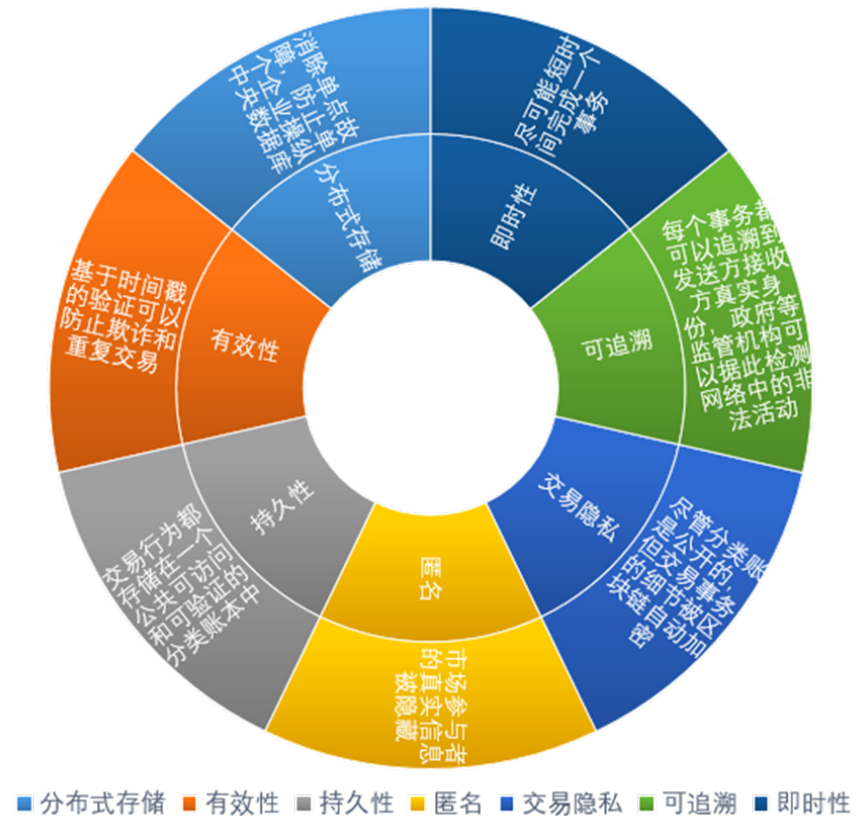 消除单点故
障，防止单
个企业操纵
中央数据库
分布式存储
尽可能短时
间完成一个
事务
即时性
每个事务都
可以追溯到
发送方接收
方真实身
份，政府等
监管机构可
以据此检测
网络中的非
法活动
可追溯
尽管分类账
是公开的，
但交易事务
的细节被区
块链自动加
密
交易隐私
市场参与者
的真实信息
被隐藏
匿名
交易行为都
存储在一个
公共可访问
和可验证的
分类账本中
持久性
基于时间戳
的验证可以
防止欺诈和
重复交易
有效性
分布式存储 有效性 持久性 匿名 交易隐私 可追溯 即时性